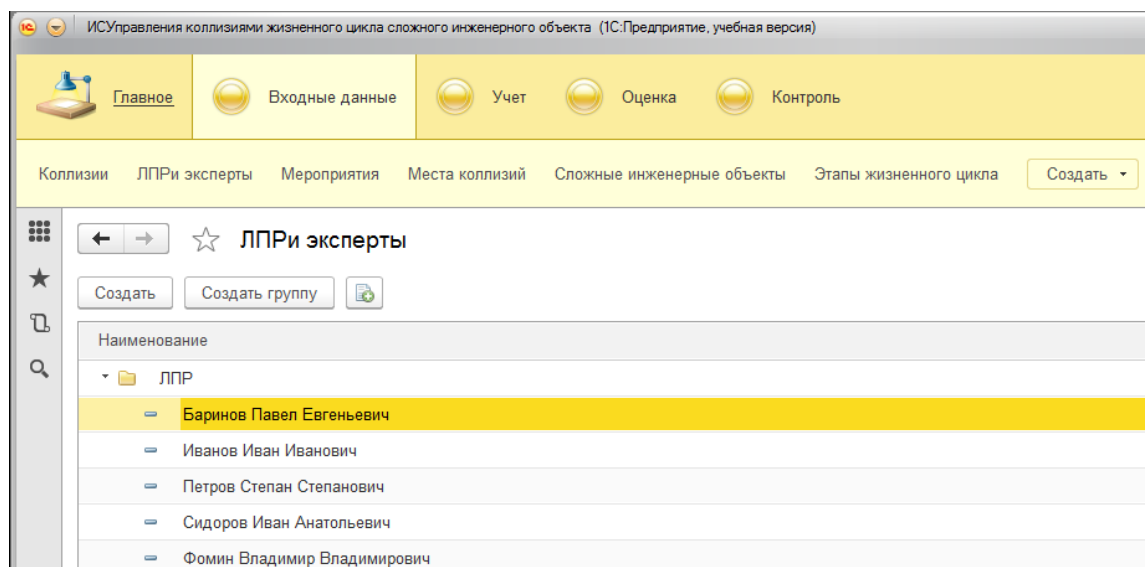 1С ИСУправления коллизиями жизненного цикла сложного инженерного объекта (1С:Предприятие, учебная версия)
Главное Входные данные Учет Оценка Контроль
Коллизии ЛПРи эксперты Мероприятия Места коллизий Сложные инженерные объекты Этапы жизненного цикла Создать
ЛПРи эксперты
Создать Создать группу
Наименование
ЛПР
Баринов Павел Евгеньевич
Иванов Иван Иванович
Петров Степан Степанович
Сидоров Иван Анатольевич
Фомин Владимир Владимирович